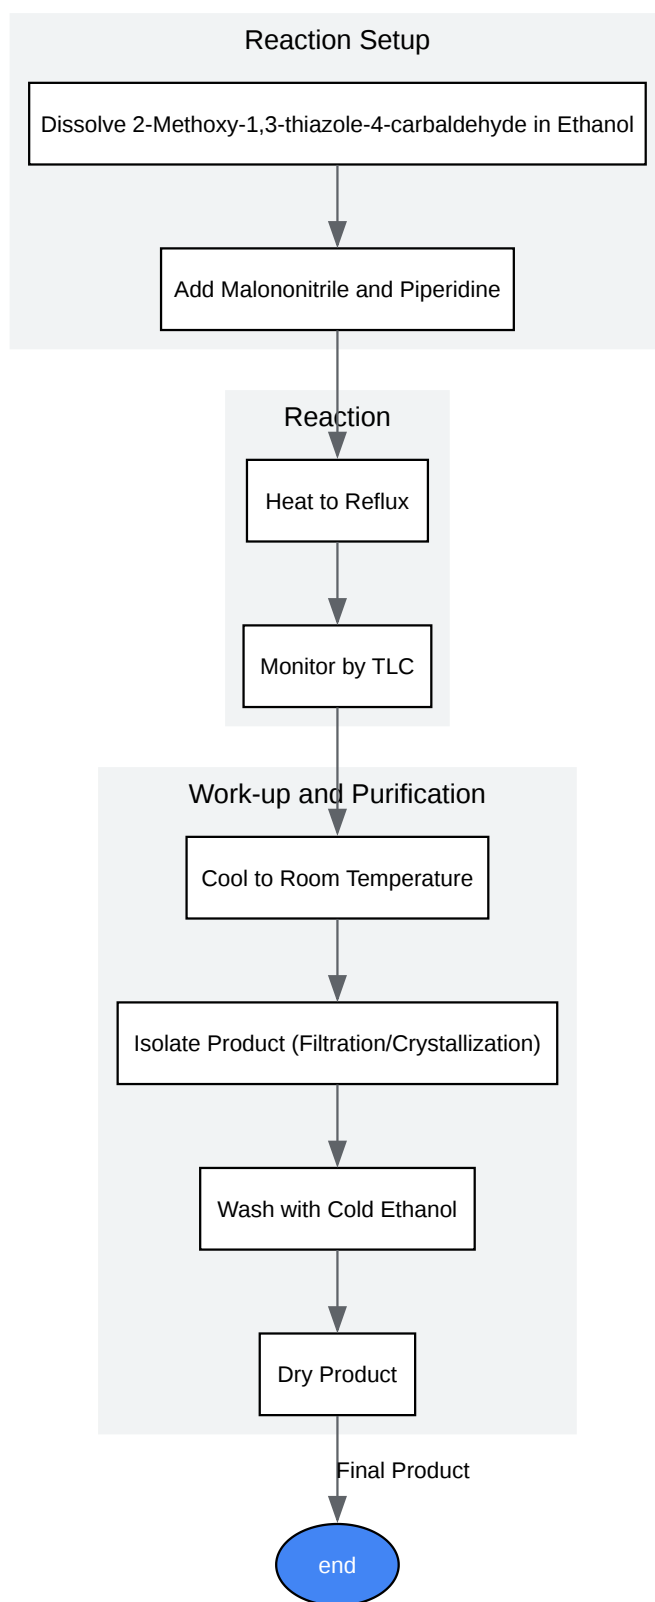 Reaction Setup
Dissolve 2-Methoxy-1,3-thiazole-4-carbaldehyde in Ethanol
Add Malononitrile and Piperidine
Reaction
Heat to Reflux
Monitor by TLC
Work-up and Purification
Cool to Room Temperature
Isolate Product (Filtration/Crystallization)
Wash with Cold Ethanol
Dry Product
Final Product
end